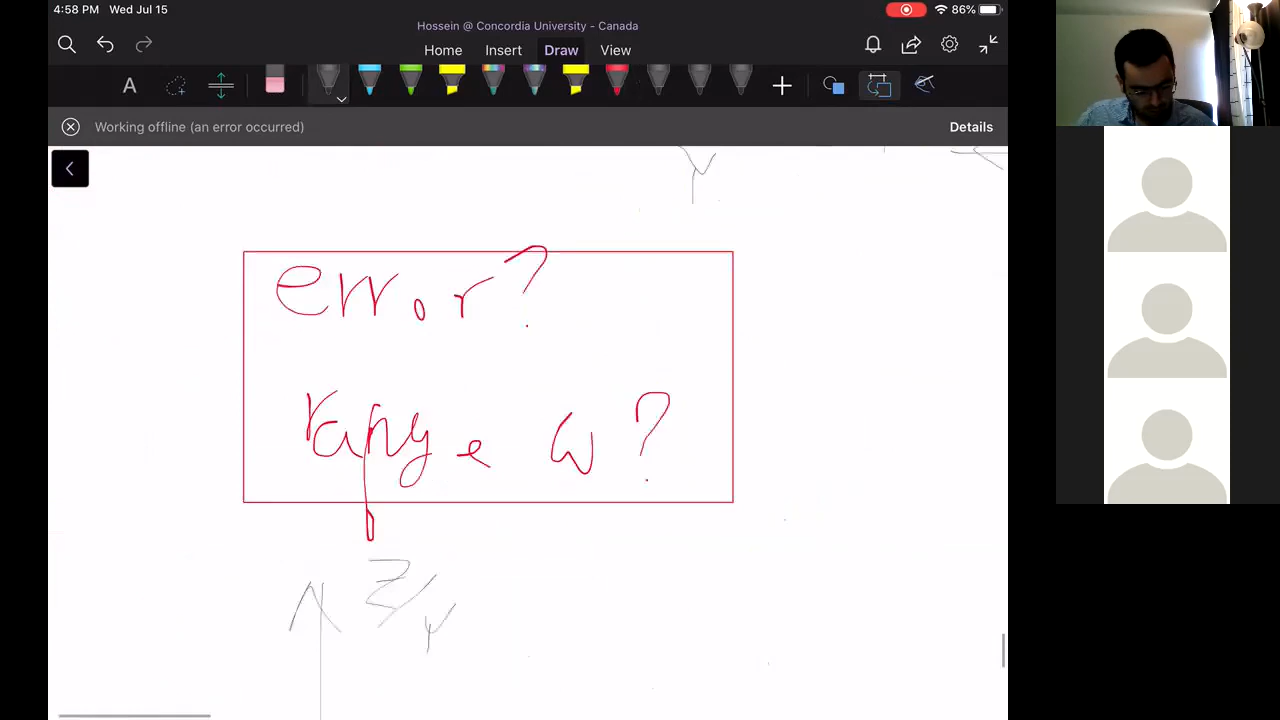 4:58 PM Wed Jul 15
86%
Hossein @ Concordia University - Canada
Home Insert Draw View
A
Working offline (an error occurred)
Details
Y
error?
range ω ?
Z/Y